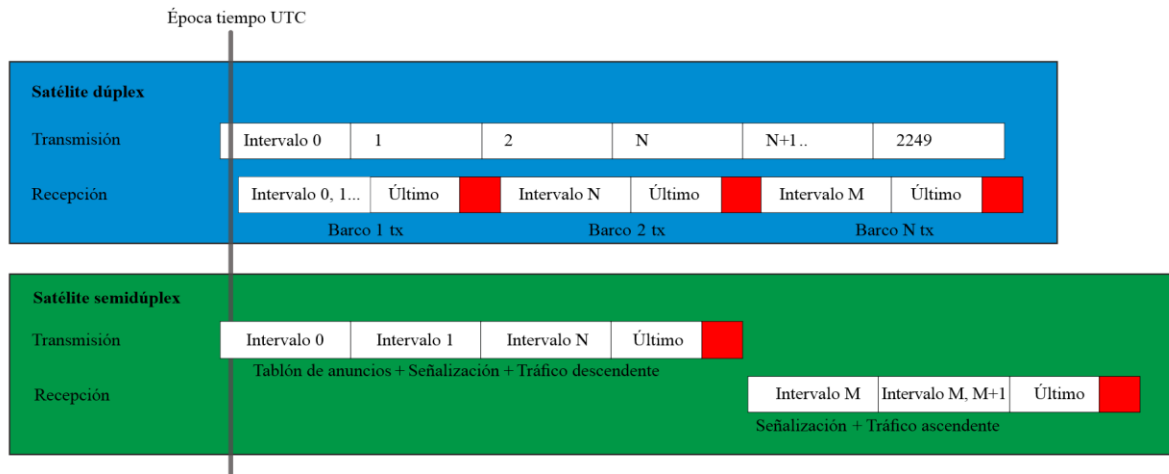 Época tiempo UTC
Satélite dúplex
Transmisión Intervalo 0 1 2 N N+1.. 2249
Recepción Intervalo 0, 1... Último Intervalo N Último Intervalo M Último
Barco 1 tx Barco 2 tx Barco N tx
Satélite semidúplex
Transmisión Intervalo 0 Intervalo 1 Intervalo N Último
Tablón de anuncios + Señalización + Tráfico descendente
Recepción Intervalo M Intervalo M, M+1 Último
Señalización + Tráfico ascendente